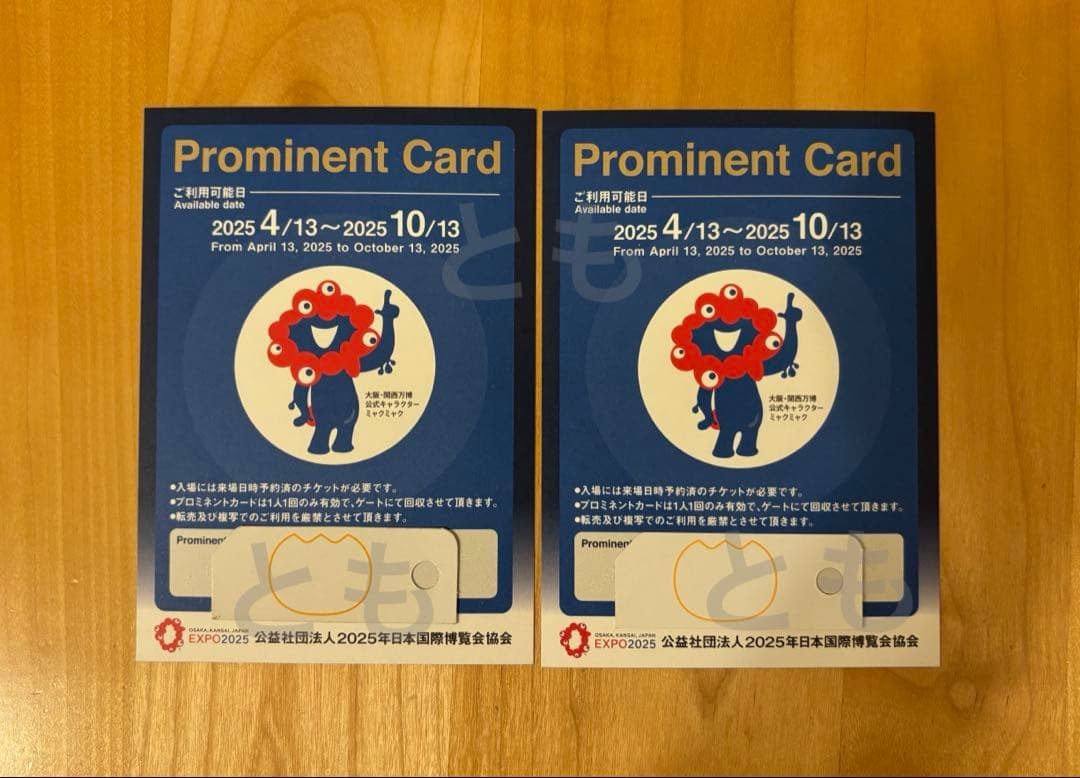 Prominent Card
ご利用可能日
Available date
2025 4/13〜2025 10/13
From April 13, 2025 to October 13, 2025
大阪・関西万博
公式キャラクター
ミャクミャク
●入場には来場日時予約済のチケットが必要です。
●プロミネントカードは1人1回のみ有効で、ゲートにて回収させて頂きます。
●転売及び複写でのご利用を厳禁とさせて頂きます。
Prominent
OSAKA, KANSAI, JAPAN
EXPO2025
公益社団法人2025年日本国際博覧会協会
Prominent Card
ご利用可能日
Available date
2025 4/13〜2025 10/13
From April 13, 2025 to October 13, 2025
大阪・関西万博
公式キャラクター
ミャクミャク
●入場には来場日時予約済のチケットが必要です。
●プロミネントカードは1人1回のみ有効で、ゲートにて回収させて頂きます。
●転売及び複写でのご利用を厳禁とさせて頂きます。
Prominen
OSAKA, KANSAI, JAPAN
EXPO2025
公益社団法人2025年日本国際博覧会協会
とも
とも
とも